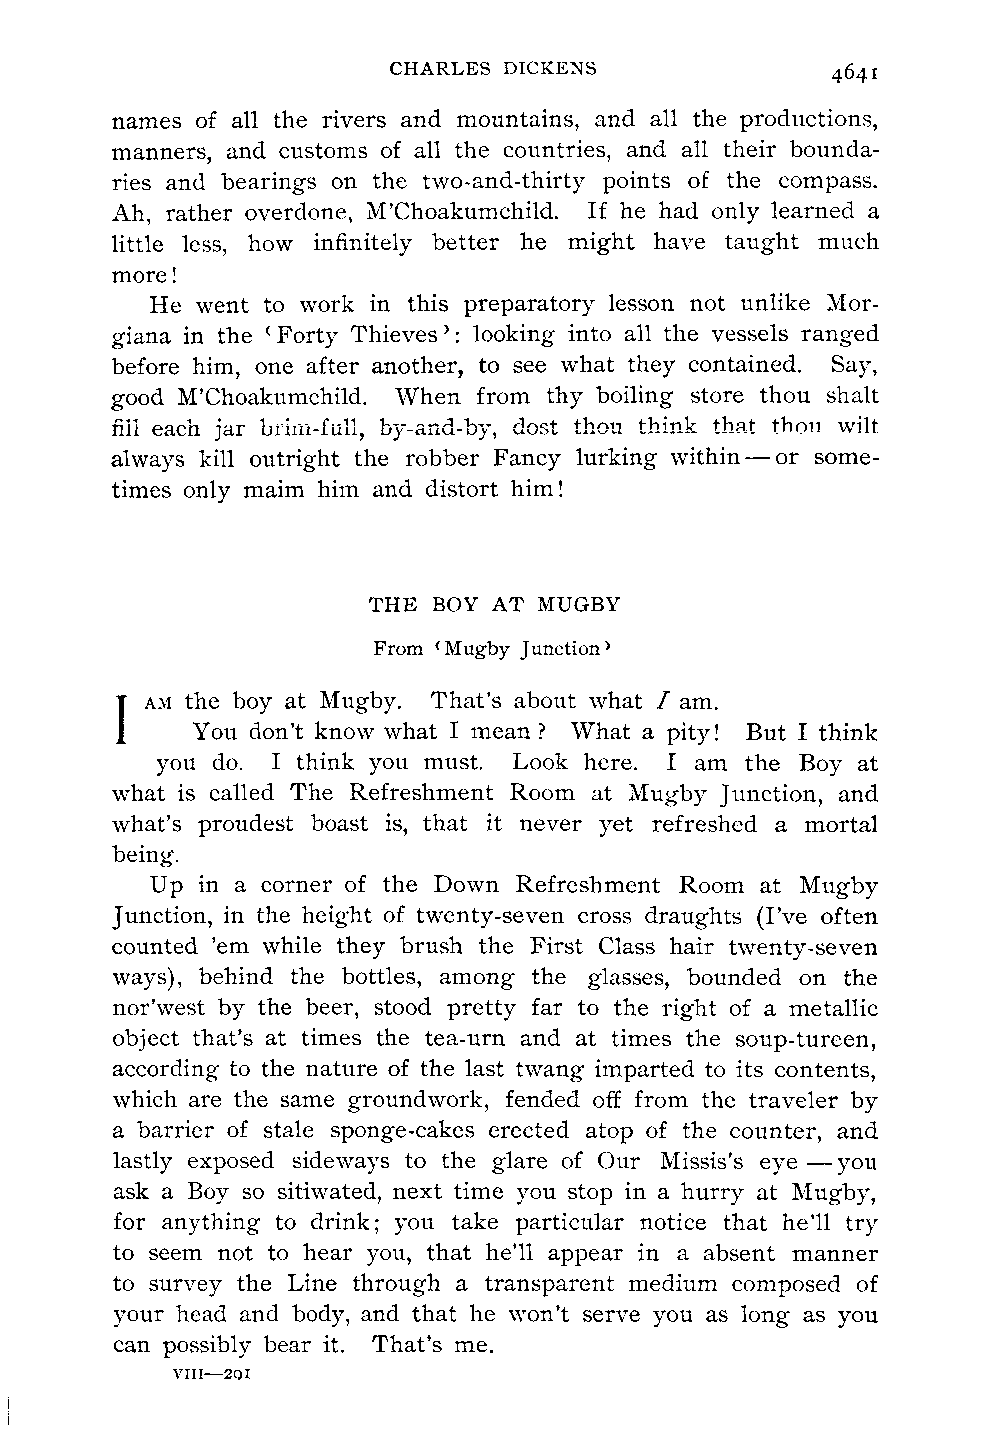 CHARLES DICKENS 4641
names of all the rivers and mountains, and all the productions,
manners, and customs of all the countries, and all their bounda-
ries and bearings on the two-and-thirty points of the compass.
Ah, rather overdone, M'Choakumchild. If he had only learned a
little less, how infinitely better he might have taught much
more!
He went to work in this preparatory lesson not unlike Mor-
giana in the ‘Forty Thieves’: looking into all the vessels ranged
before him, one after another, to see what they contained. Say,
good M'Choakumchild. When from thy boiling store thou shalt
fill each jar brim-full, by-and-by, dost thou think that thou wilt
always kill outright the robber Fancy lurking within — or some-
times only maim him and distort him!
THE BOY AT MUGBY
From ‘Mugby Junction’
I AM the boy at Mugby. That's about what I am.
You don't know what I mean? What a pity! But I think
you do. I think you must. Look here. I am the Boy at
what is called The Refreshment Room at Mugby Junction, and
what's proudest boast is, that it never yet refreshed a mortal
being.
Up in a corner of the Down Refreshment Room at Mugby
Junction, in the height of twenty-seven cross draughts (I've often
counted 'em while they brush the First Class hair twenty-seven
ways), behind the bottles, among the glasses, bounded on the
nor'west by the beer, stood pretty far to the right of a metallic
object that's at times the tea-urn and at times the soup-tureen,
according to the nature of the last twang imparted to its contents,
which are the same groundwork, fended off from the traveler by
a barrier of stale sponge-cakes erected atop of the counter, and
lastly exposed sideways to the glare of Our Missis's eye — you
ask a Boy so sitiwated, next time you stop in a hurry at Mugby,
for anything to drink; you take particular notice that he'll try
to seem not to hear you, that he'll appear in a absent manner
to survey the Line through a transparent medium composed of
your head and body, and that he won't serve you as long as you
can possibly bear it. That's me.
VIII—291